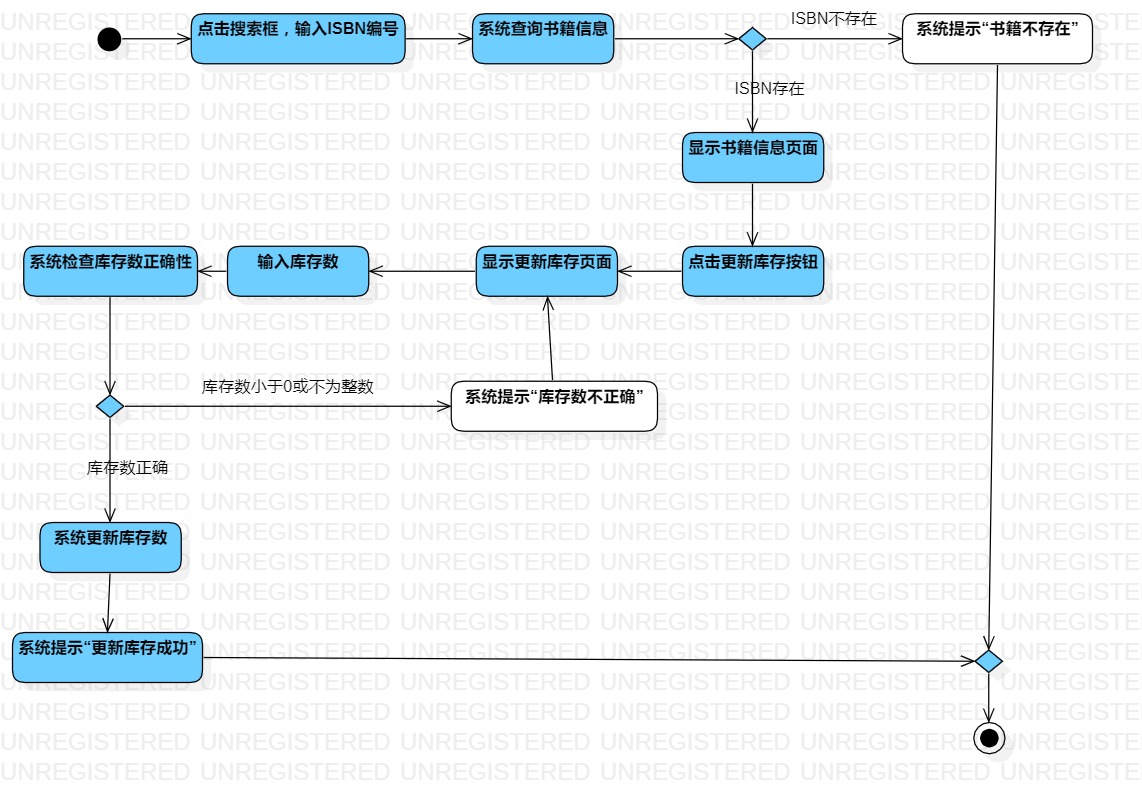 点击搜索框，输入ISBN编号
系统查询书籍信息
ISBN不存在
系统提示“书籍不存在”
ISBN存在
显示书籍信息页面
系统检查库存数正确性
输入库存数
显示更新库存页面
点击更新库存按钮
库存数小于0或不为整数
系统提示“库存数不正确”
库存数正确
系统更新库存数
系统提示“更新库存成功”
UNREGISTERED